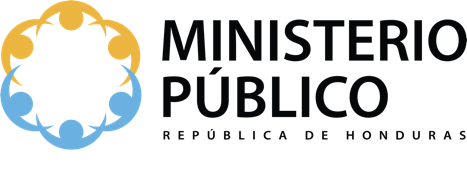 MINISTERIO
PÚBLICO
REPÚBLICA DE HONDURAS